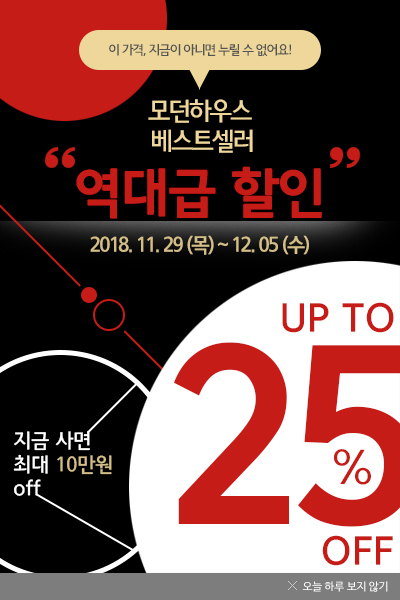 이 가격, 지금이 아니면 누릴 수 없어요!
모던하우스
베스트셀러
“역대급 할인”
2018. 11. 29 (목) ~ 12. 05 (수)
UP TO
25%
OFF
지금 사면
최대 10만원
off
× 오늘 하루 보지 않기